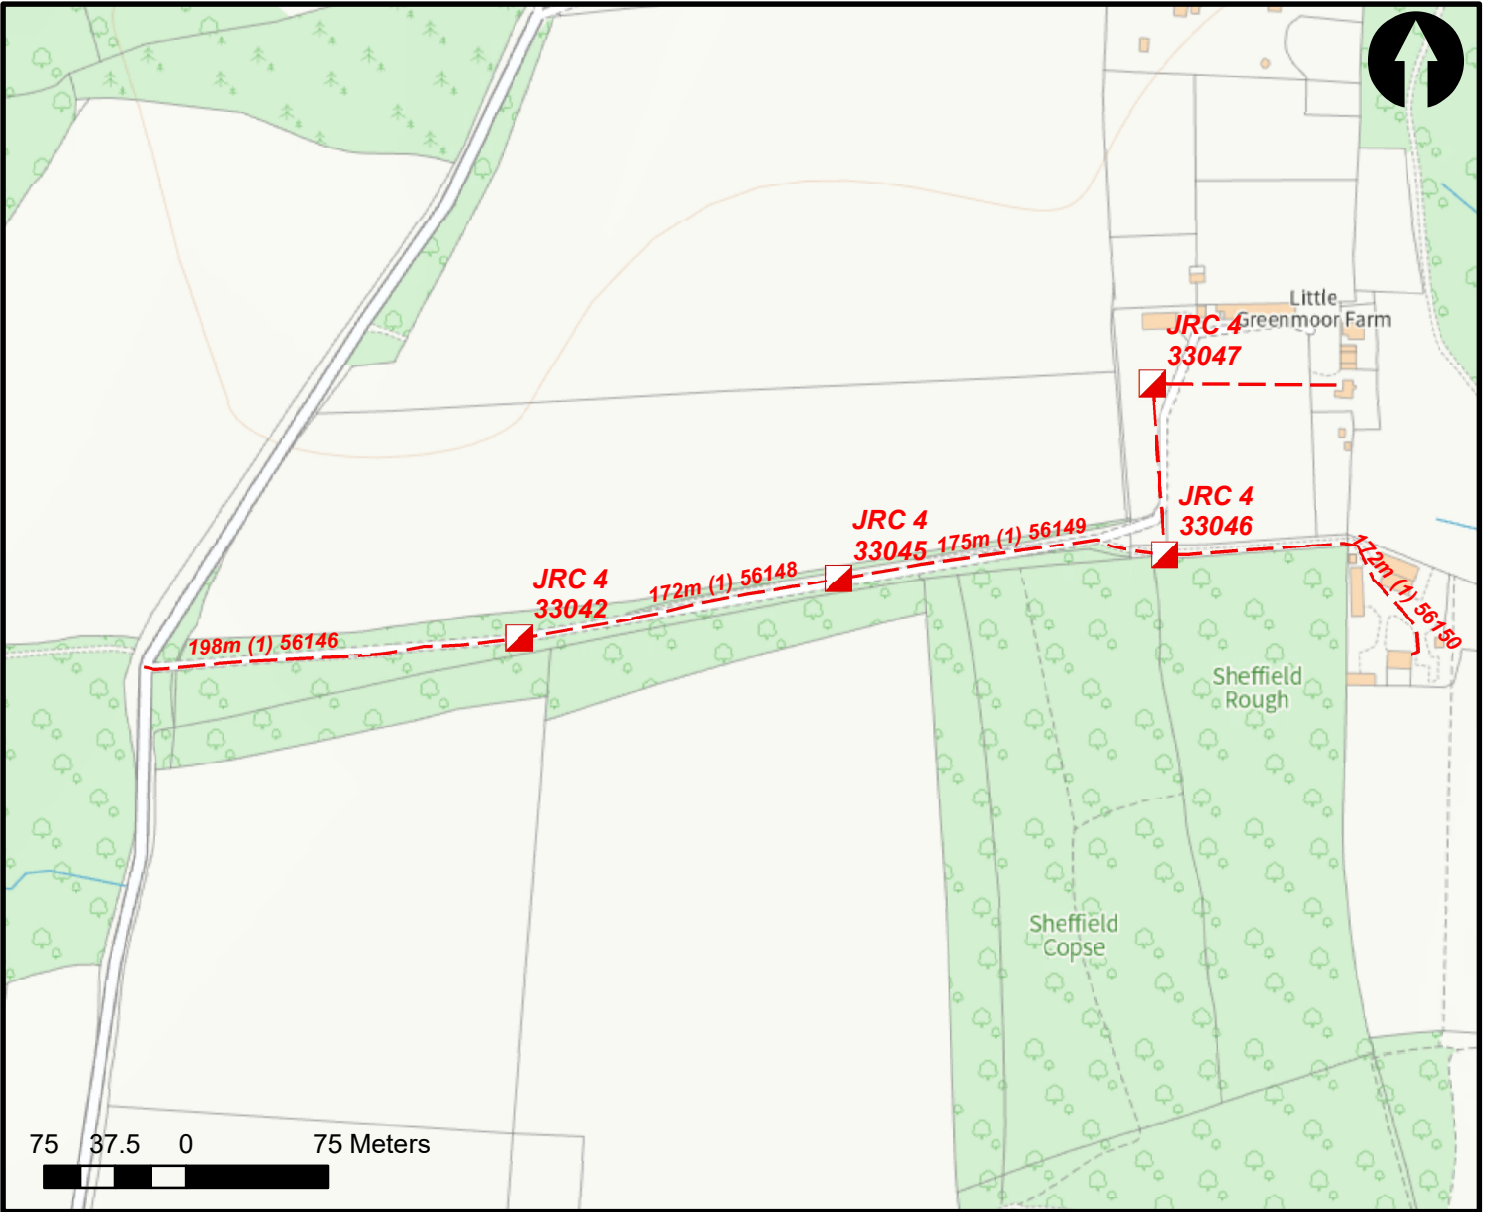 Little
Greenmoor Farm
JRC 4
33047
JRC 4
33046
JRC 4
33045
175m (1) 56149
172m (1) 56150
JRC 4
33042
172m (1) 56148
198m (1) 56146
Sheffield
Rough
Sheffield
Copse
75 37.5 0 75 Meters